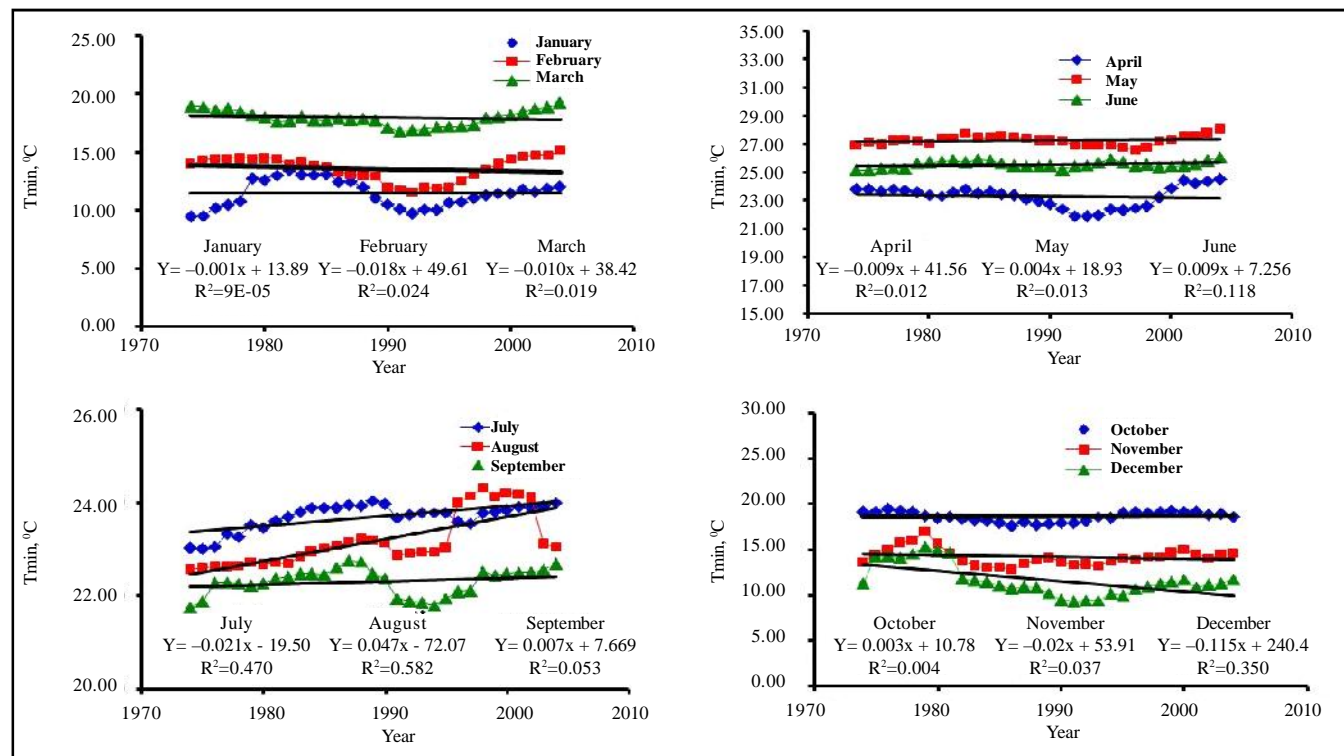 25.00
20.00
15.00
10.00
5.00
0.00
Tmin, ⁰C
January
February
March
January February March
Y= –0.001x + 13.89 Y= –0.018x + 49.61 Y= –0.010x + 38.42
R²=9E-05 R²=0.024 R²=0.019
1970 1980 1990 2000 2010
Year
35.00
33.00
31.00
29.00
27.00
25.00
23.00
21.00
19.00
17.00
15.00
Tmin, ⁰C
April
May
June
April May June
Y= –0.009x + 41.56 Y= 0.004x + 18.93 Y= 0.009x + 7.256
R²=0.012 R²=0.013 R²=0.118
1970 1980 1990 2000 2010
Year
26.00
24.00
22.00
20.00
Tmin, ⁰C
July
August
September
July August September
Y= –0.021x - 19.50 Y= 0.047x - 72.07 Y= 0.007x + 7.669
R²=0.470 R²=0.582 R²=0.053
1970 1980 1990 2000 2010
Year
30.00
25.00
20.00
15.00
10.00
5.00
0.00
Tmin, ⁰C
October
November
December
October November December
Y= 0.003x + 10.78 Y= –0.02x + 53.91 Y= –0.115x + 240.4
R²=0.004 R²=0.037 R²=0.350
1970 1980 1990 2000 2010
Year